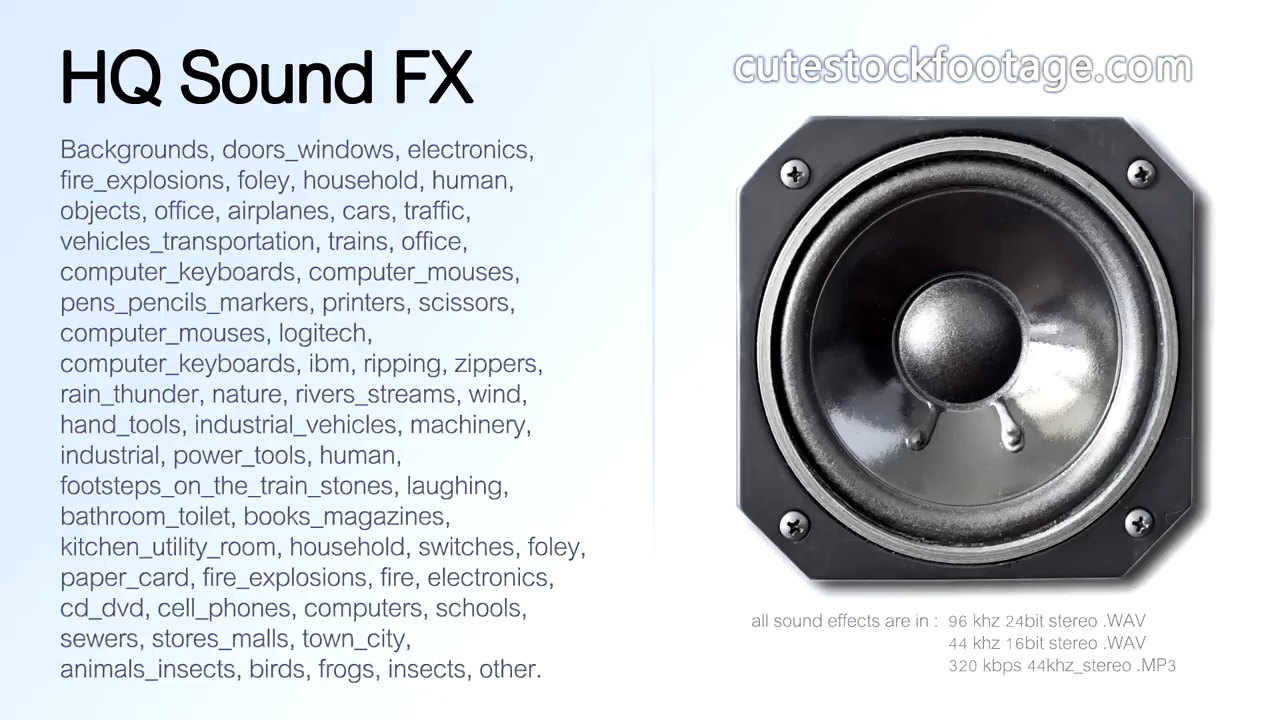 HQ Sound FX
cutestockfootage.com
Backgrounds, doors_windows, electronics,
fire_explosions, foley, household, human,
objects, office, airplanes, cars, traffic,
vehicles_transportation, trains, office,
computer_keyboards, computer_mouses,
pens_pencils_markers, printers, scissors,
computer_mouses, logitech,
computer_keyboards, ibm, ripping, zippers,
rain_thunder, nature, rivers_streams, wind,
hand_tools, industrial_vehicles, machinery,
industrial, power_tools, human,
footsteps_on_the_train_stones, laughing,
bathroom_toilet, books_magazines,
kitchen_utility_room, household, switches, foley,
paper_card, fire_explosions, fire, electronics,
cd_dvd, cell_phones, computers, schools,
sewers, stores_malls, town_city,
animals_insects, birds, frogs, insects, other.
all sound effects are in : 96 khz 24bit stereo .WAV
44 khz 16bit stereo .WAV
320 kbps 44khz_stereo .MP3